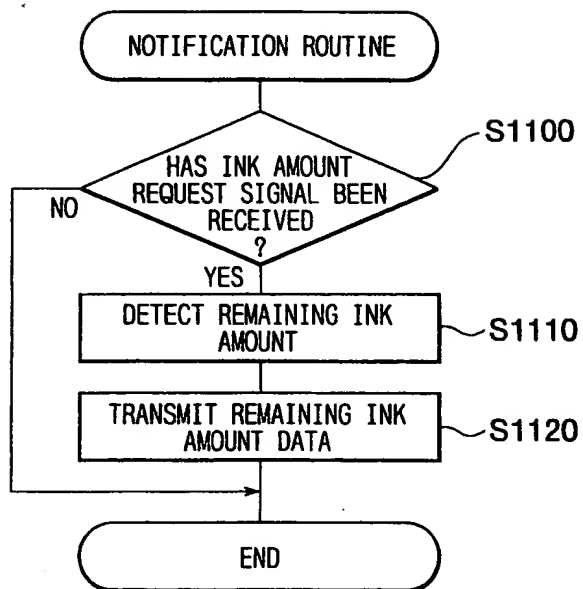 NOTIFICATION ROUTINE
S1100
HAS INK AMOUNT
REQUEST SIGNAL BEEN
RECEIVED
?
NO
YES
DETECT REMAINING INK
AMOUNT
S1110
TRANSMIT REMAINING INK
AMOUNT DATA
S1120
END